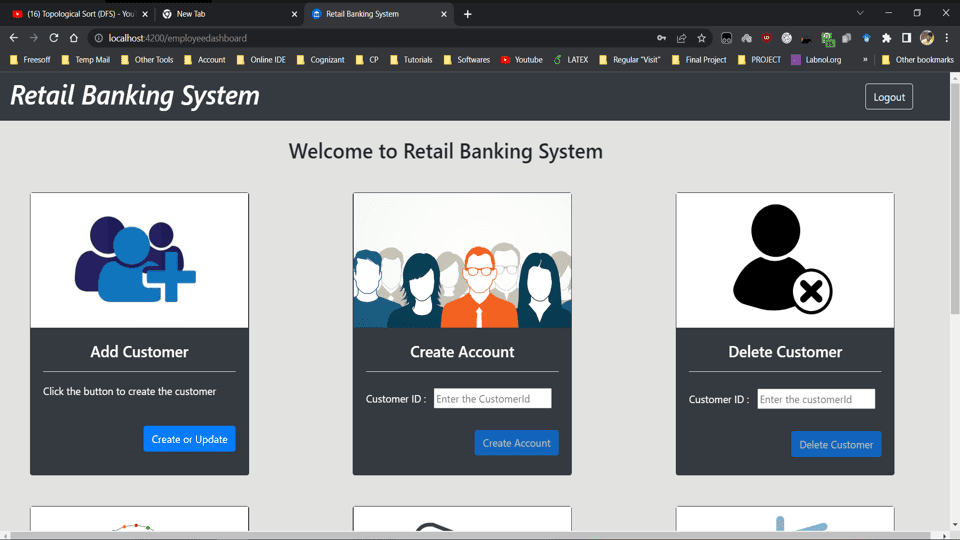 (16) Topological Sort (DFS) - You
New Tab
Retail Banking System
localhost:4200/employeedashboard
Freesoff
Temp Mail
Other Tools
Account
Online IDE
Cognizant
CP
Tutorials
Softwares
Youtube
LATEX
Regular "Visit"
Final Project
PROJECT
Labnol.org
»
Other bookmarks
Retail Banking System
Logout
Welcome to Retail Banking System
Add Customer
Click the button to create the customer
Create or Update
Create Account
Customer ID :
Enter the CustomerId
Create Account
Delete Customer
Customer ID :
Enter the customerId
Delete Customer